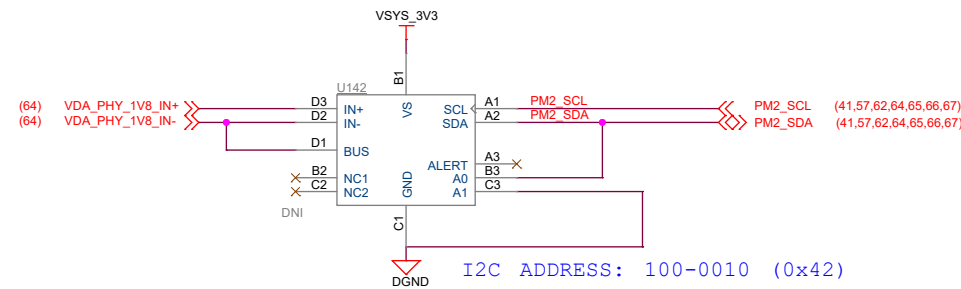 VSYS_3V3
U142
B1
VS
(64) VDA_PHY_1V8_IN+ D3 IN+ SCL A1 PM2_SCL PM2_SCL (41,57,62,64,65,66,67)
(64) VDA_PHY_1V8_IN- D2 IN- SDA A2 PM2_SDA PM2_SDA (41,57,62,64,65,66,67)
D1 BUS
ALERT A3
B2 NC1 A0 B3
C2 NC2 A1 C3
GND
DNI
C1
DGND
I2C ADDRESS: 100-0010 (0x42)